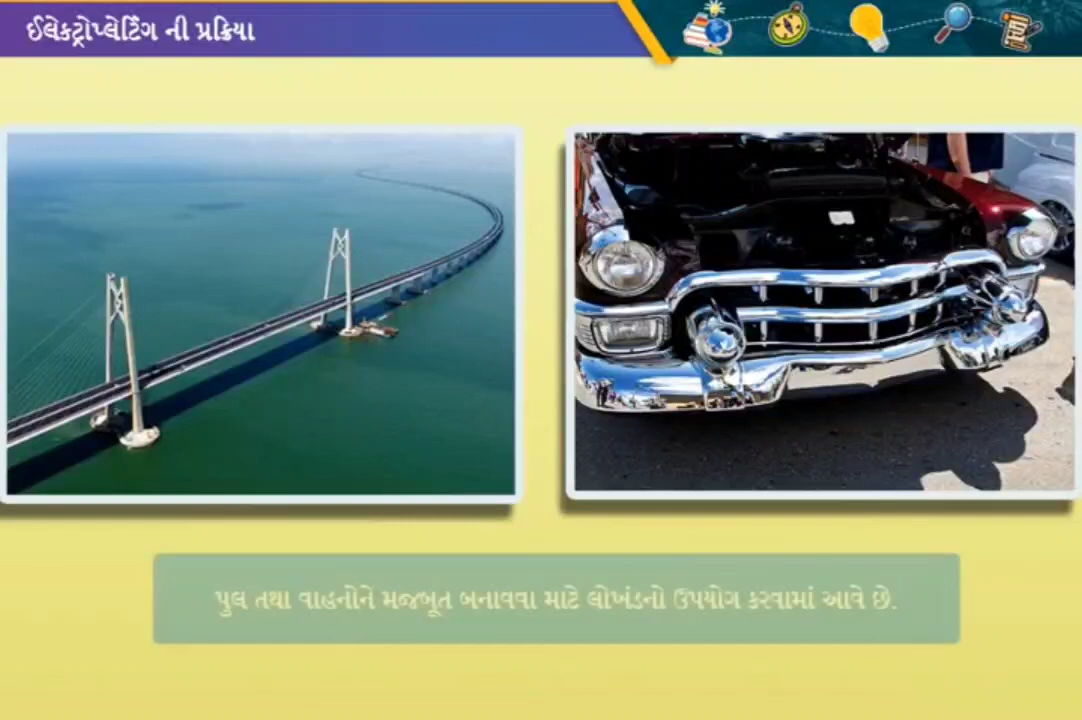 ઈલેક્ટ્રોપ્લેટિંગ ની પ્રક્રિયા
પુલ તથા વાહનોને મજબૂત બનાવવા માટે લોખંડનો ઉપયોગ કરવામાં આવે છે.